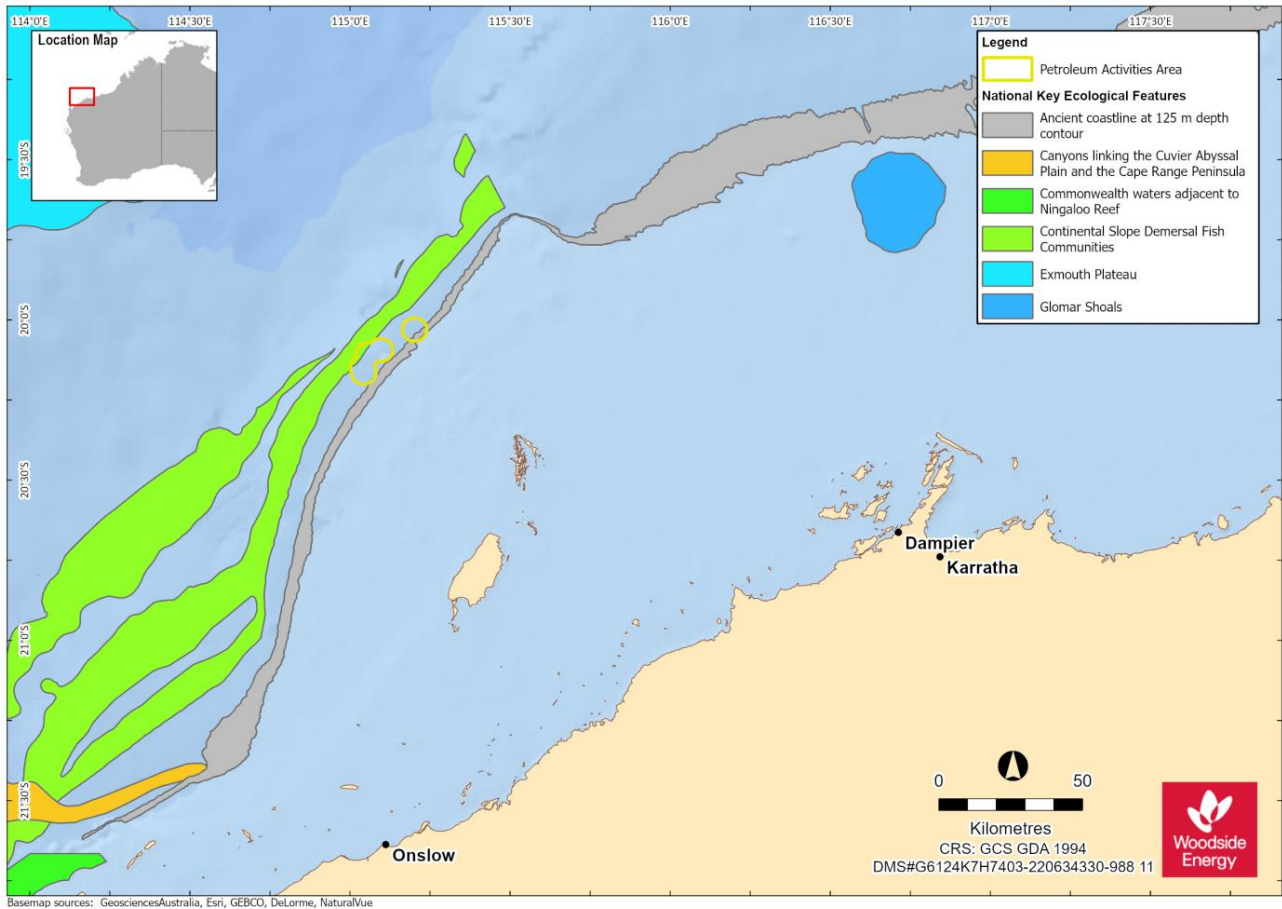 114°0'E
114°30'E
115°0'E
115°30'E
116°0'E
116°30'E
117°0'E
117°30'E
Location Map
Legend
Petroleum Activities Area
National Key Ecological Features
Ancient coastline at 125 m depth
contour
Canyons linking the Cuvier Abyssal
Plain and the Cape Range Peninsula
Commonwealth waters adjacent to
Ningaloo Reef
Continental Slope Demersal Fish
Communities
Exmouth Plateau
Glomar Shoals
19°30'S
20°0'S
20°30'S
21°0'S
21°30'S
Dampier
Karratha
Onslow
0 50
Kilometres
CRS: GCS GDA 1994
DMS#G6124K7H7403-220634330-988 11
Woodside
Energy
Basemap sources: GeosciencesAustralia, Esri, GEBCO, DeLorme, NaturalVue